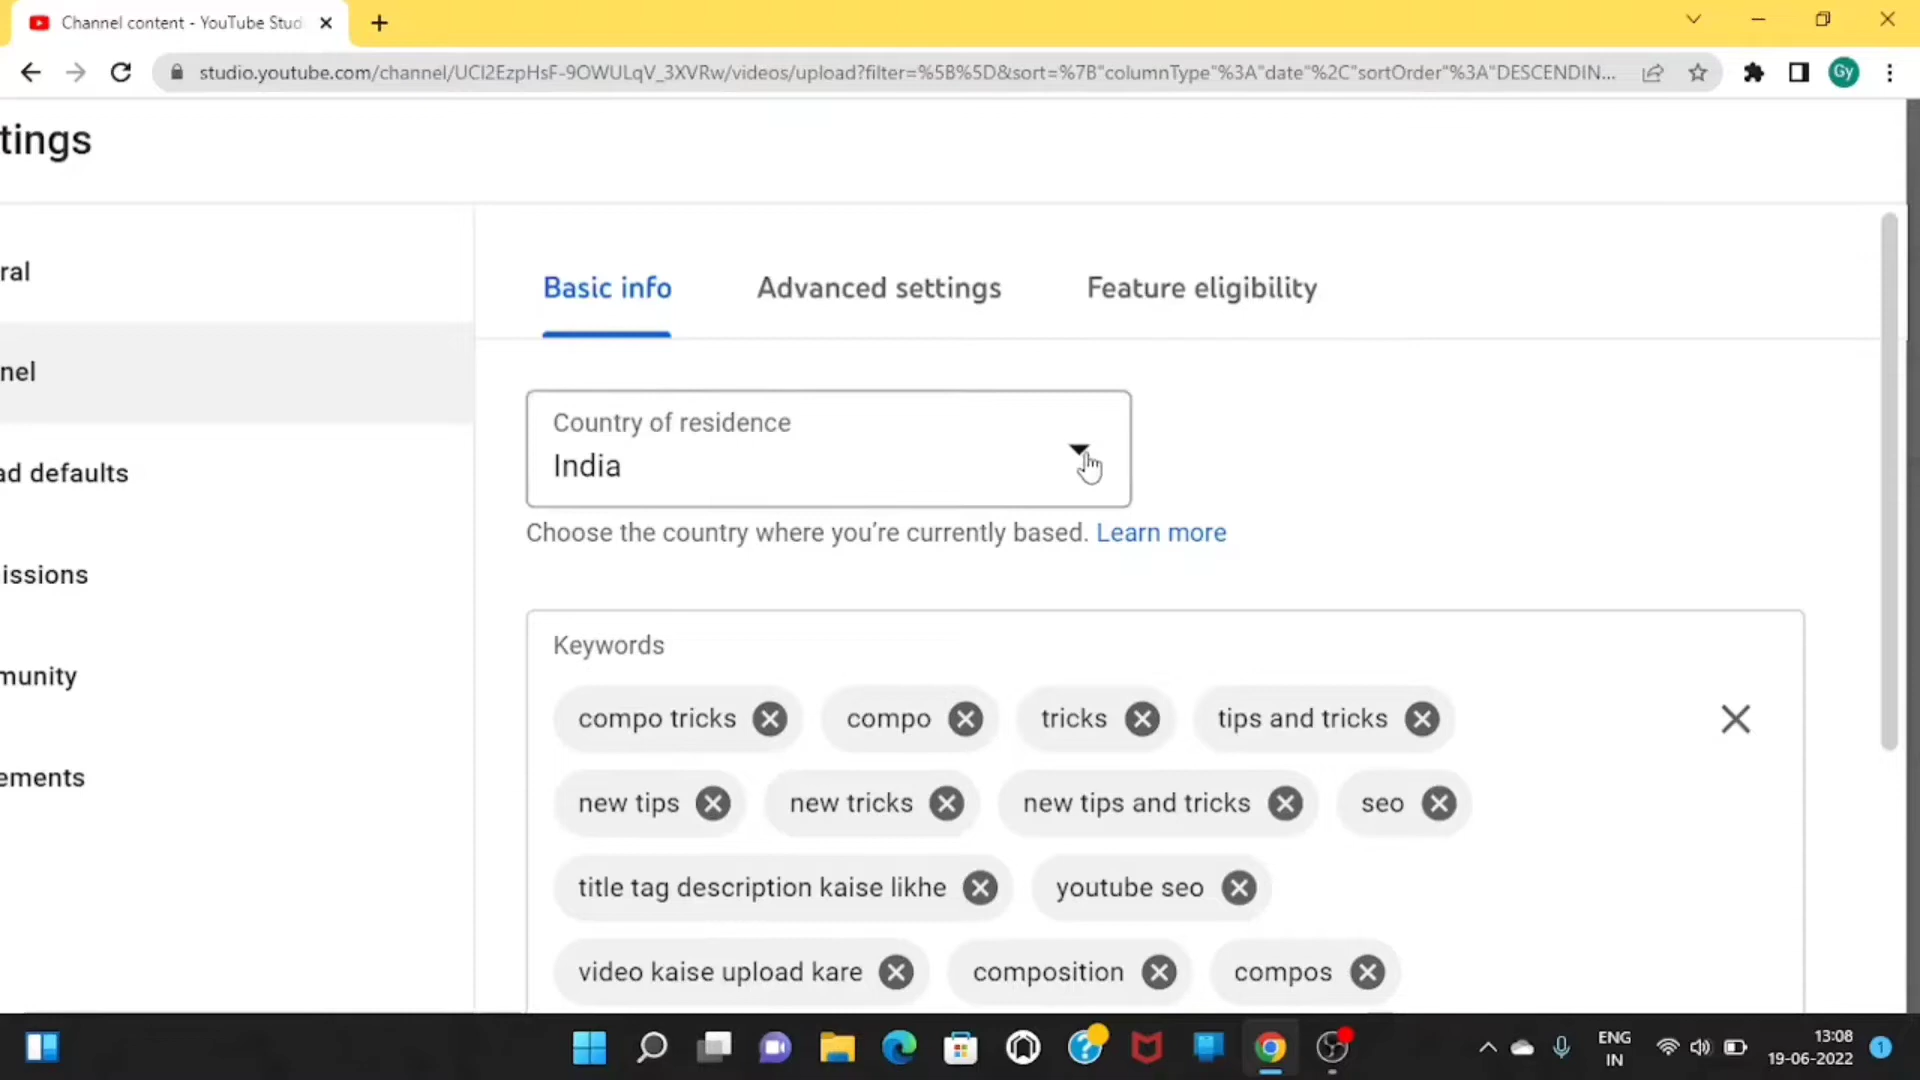 Channel content - YouTube Stud
studio.youtube.com/channel/UCI2EzpHsF-9OWULqV_3XVRw/videos/upload?filter=%5B%5D&sort=%7B"columnType"%3A"date"%2C"sortOrder"%3A"DESCENDIN...
Gy
tings
ral
nel
ad defaults
issions
munity
ements
Basic info
Advanced settings
Feature eligibility
Country of residence
India
Choose the country where you're currently based. Learn more
Keywords
compo tricks
compo
tricks
tips and tricks
new tips
new tricks
new tips and tricks
seo
title tag description kaise likhe
youtube seo
video kaise upload kare
composition
compos
ENG
IN
13:08
19-06-2022
1